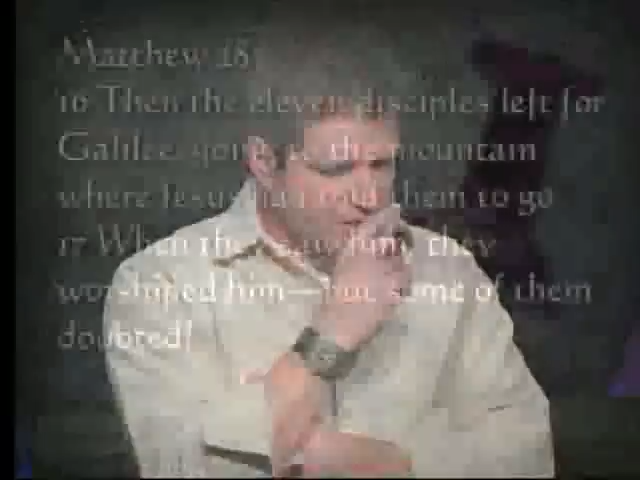 Matthew 28
16 Then the eleven disciples left for
Galilee, going to the mountain
where Jesus had told them to go
17 When they saw him, they
worshiped him—but some of them
doubted!